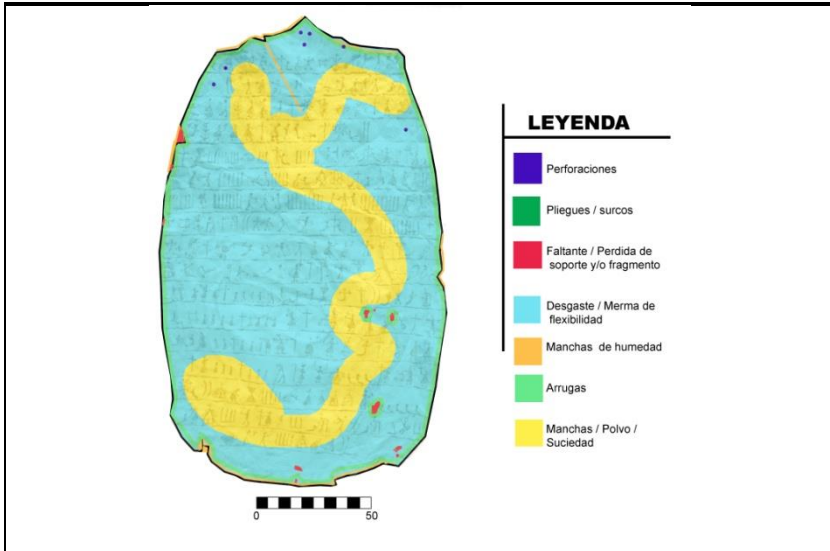 LEYENDA
Perforaciones
Pliegues / surcos
Faltante / Perdida de
soporte y/o fragmento
Desgaste / Merma de
flexibilidad
Manchas de humedad
Arrugas
Manchas / Polvo /
Suciedad
0
50